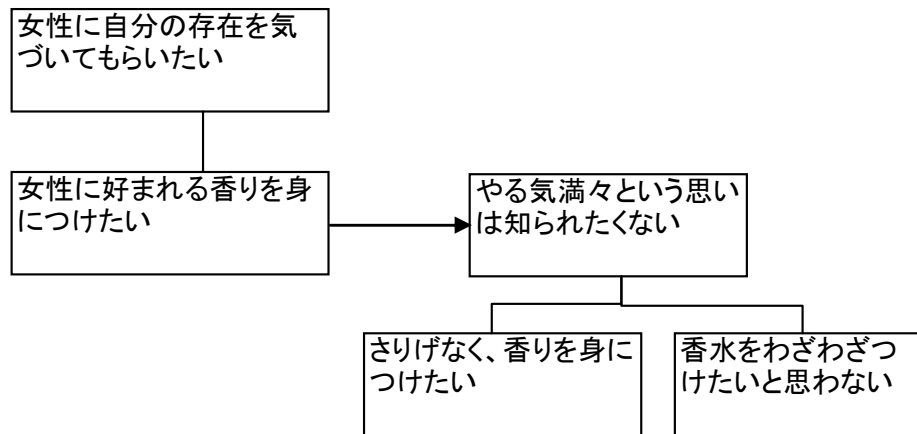 女性に自分の存在を気
づいてもらいたい
女性に好まれる香りを身
につけたい
やる気満々という思い
は知られたくない
さりげなく、香りを身に
つけたい
香水をわざわざつ
けたいと思わない